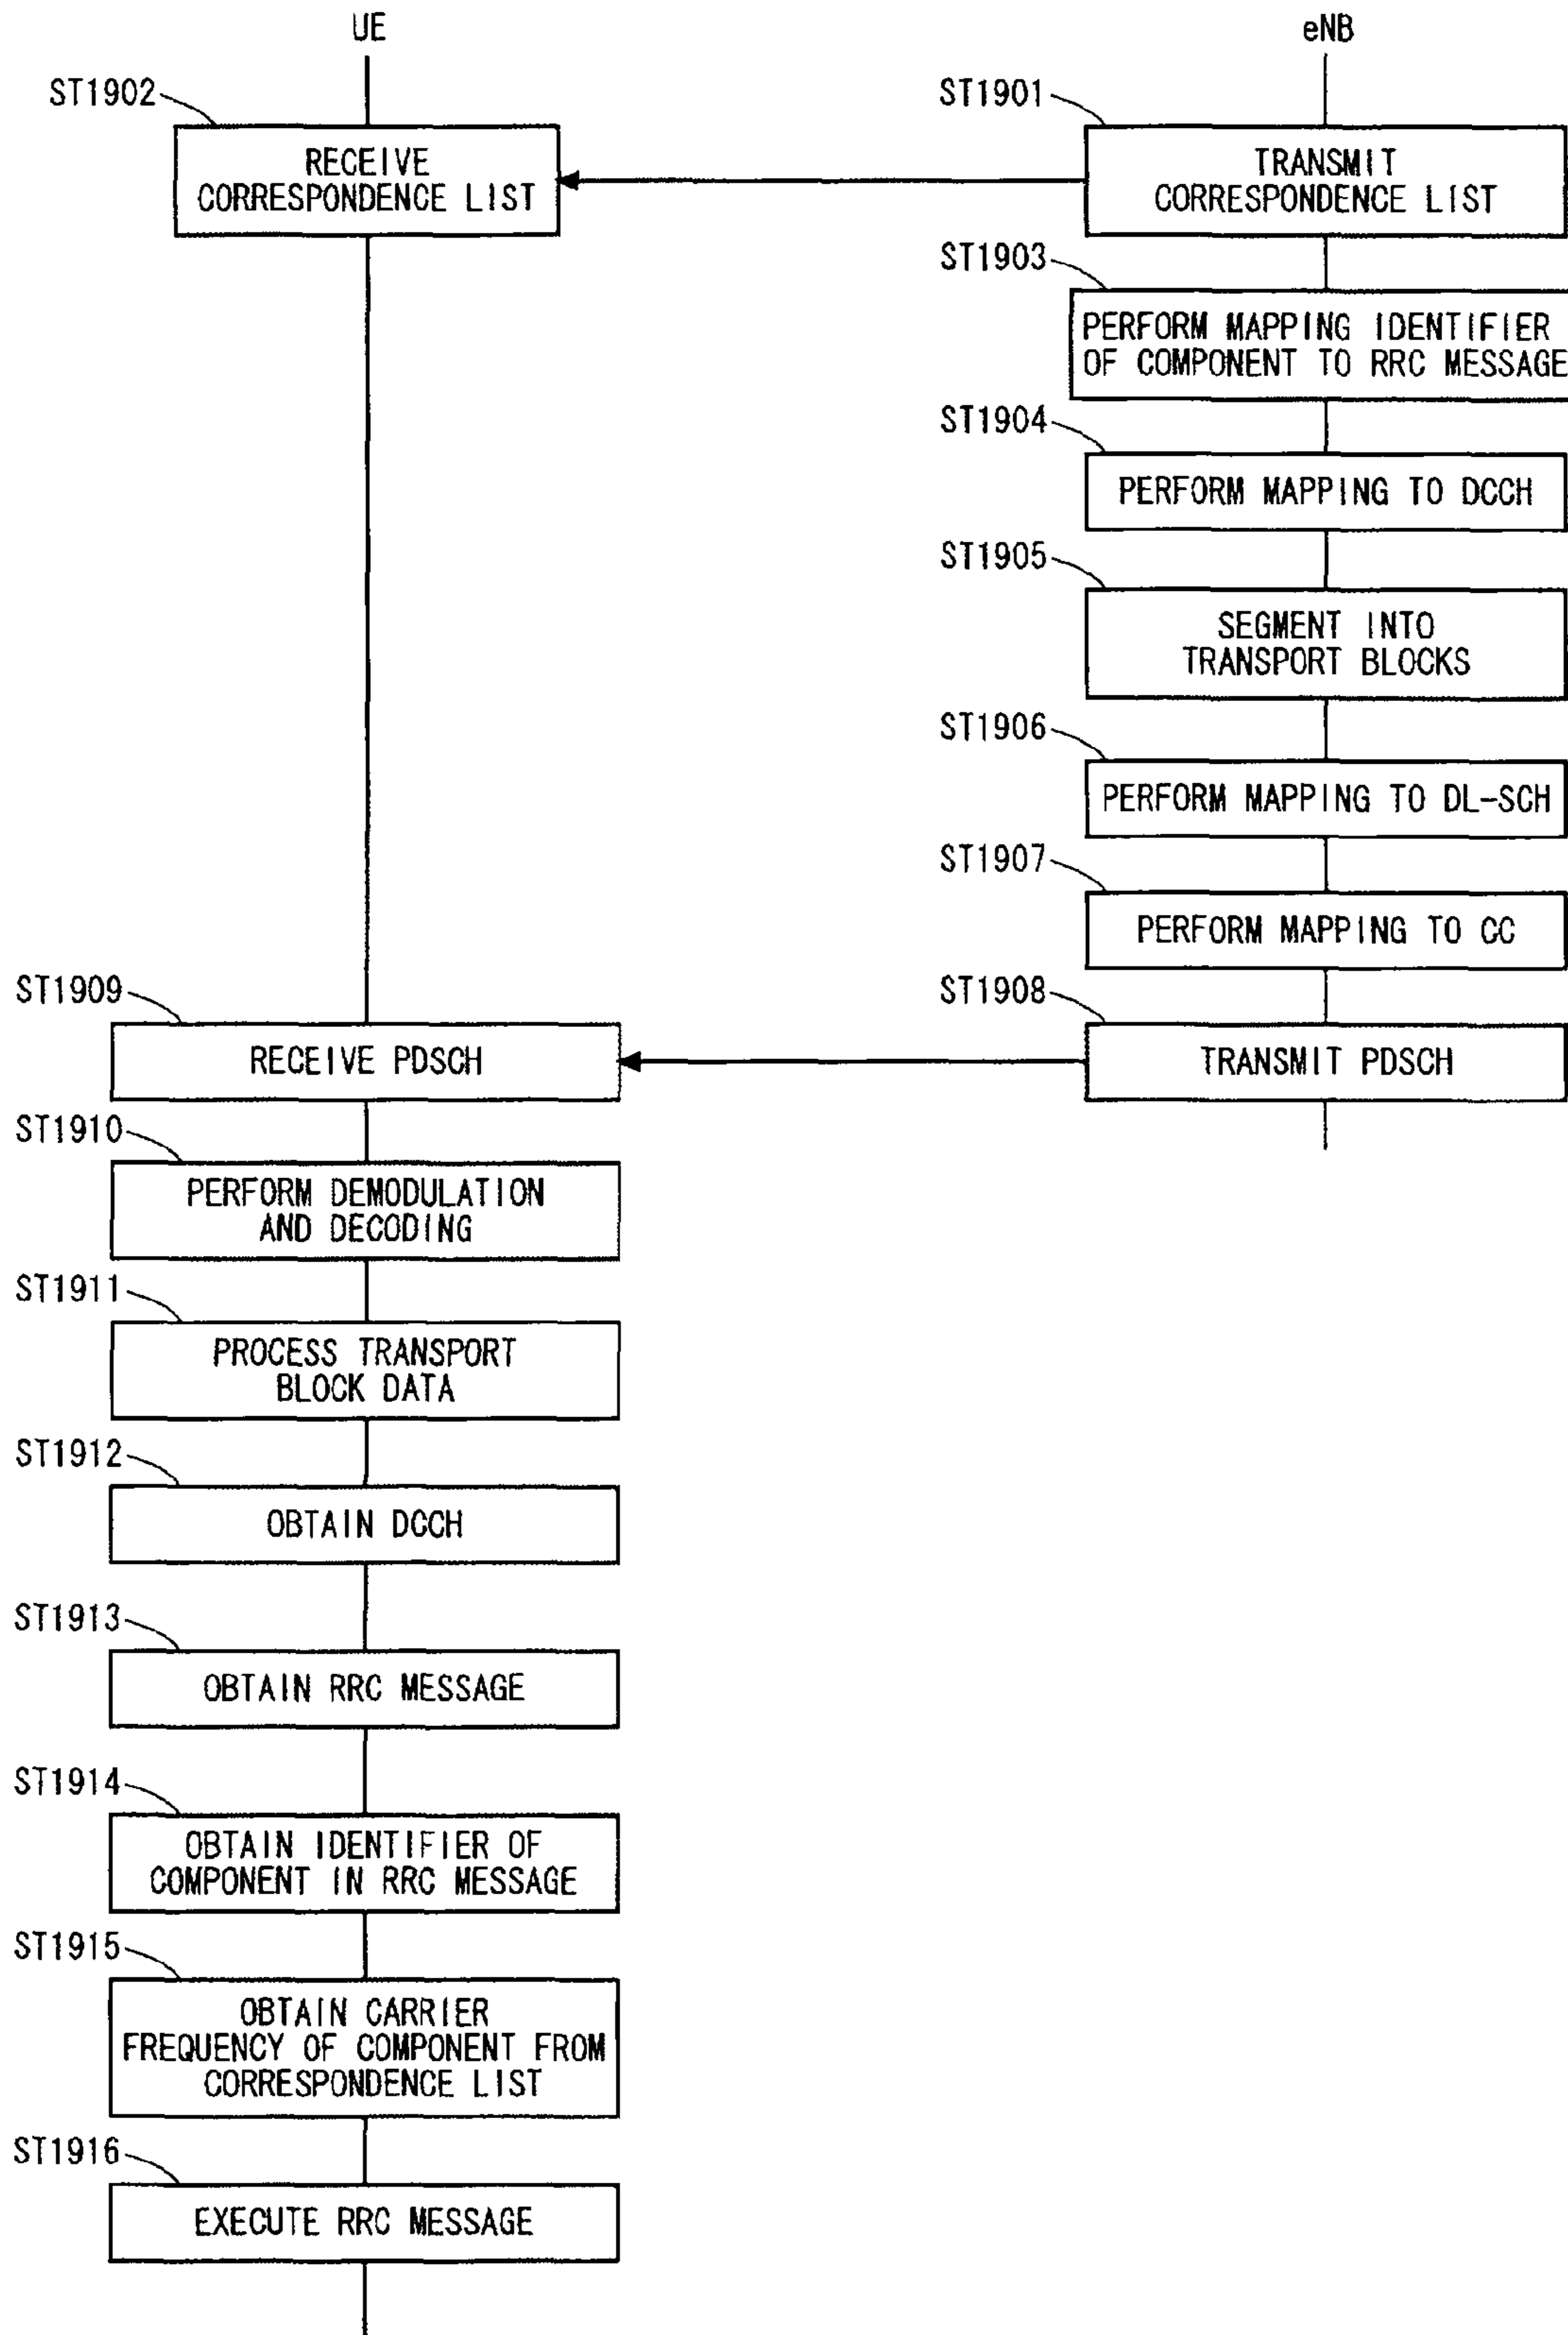 UE
eNB
ST1902
ST1901
RECEIVE
CORRESPONDENCE LIST
TRANSMIT
CORRESPONDENCE LIST
ST1903
PERFORM MAPPING IDENTIFIER
OF COMPONENT TO RRC MESSAGE
ST1904
PERFORM MAPPING TO DCCH
ST1905
SEGMENT INTO
TRANSPORT BLOCKS
ST1906
PERFORM MAPPING TO DL-SCH
ST1907
PERFORM MAPPING TO CC
ST1909
ST1908
RECEIVE PDSCH
TRANSMIT PDSCH
ST1910
PERFORM DEMODULATION
AND DECODING
ST1911
PROCESS TRANSPORT
BLOCK DATA
ST1912
OBTAIN DCCH
ST1913
OBTAIN RRC MESSAGE
ST1914
OBTAIN IDENTIFIER OF
COMPONENT IN RRC MESSAGE
ST1915
OBTAIN CARRIER
FREQUENCY OF COMPONENT FROM
CORRESPONDENCE LIST
ST1916
EXECUTE RRC MESSAGE